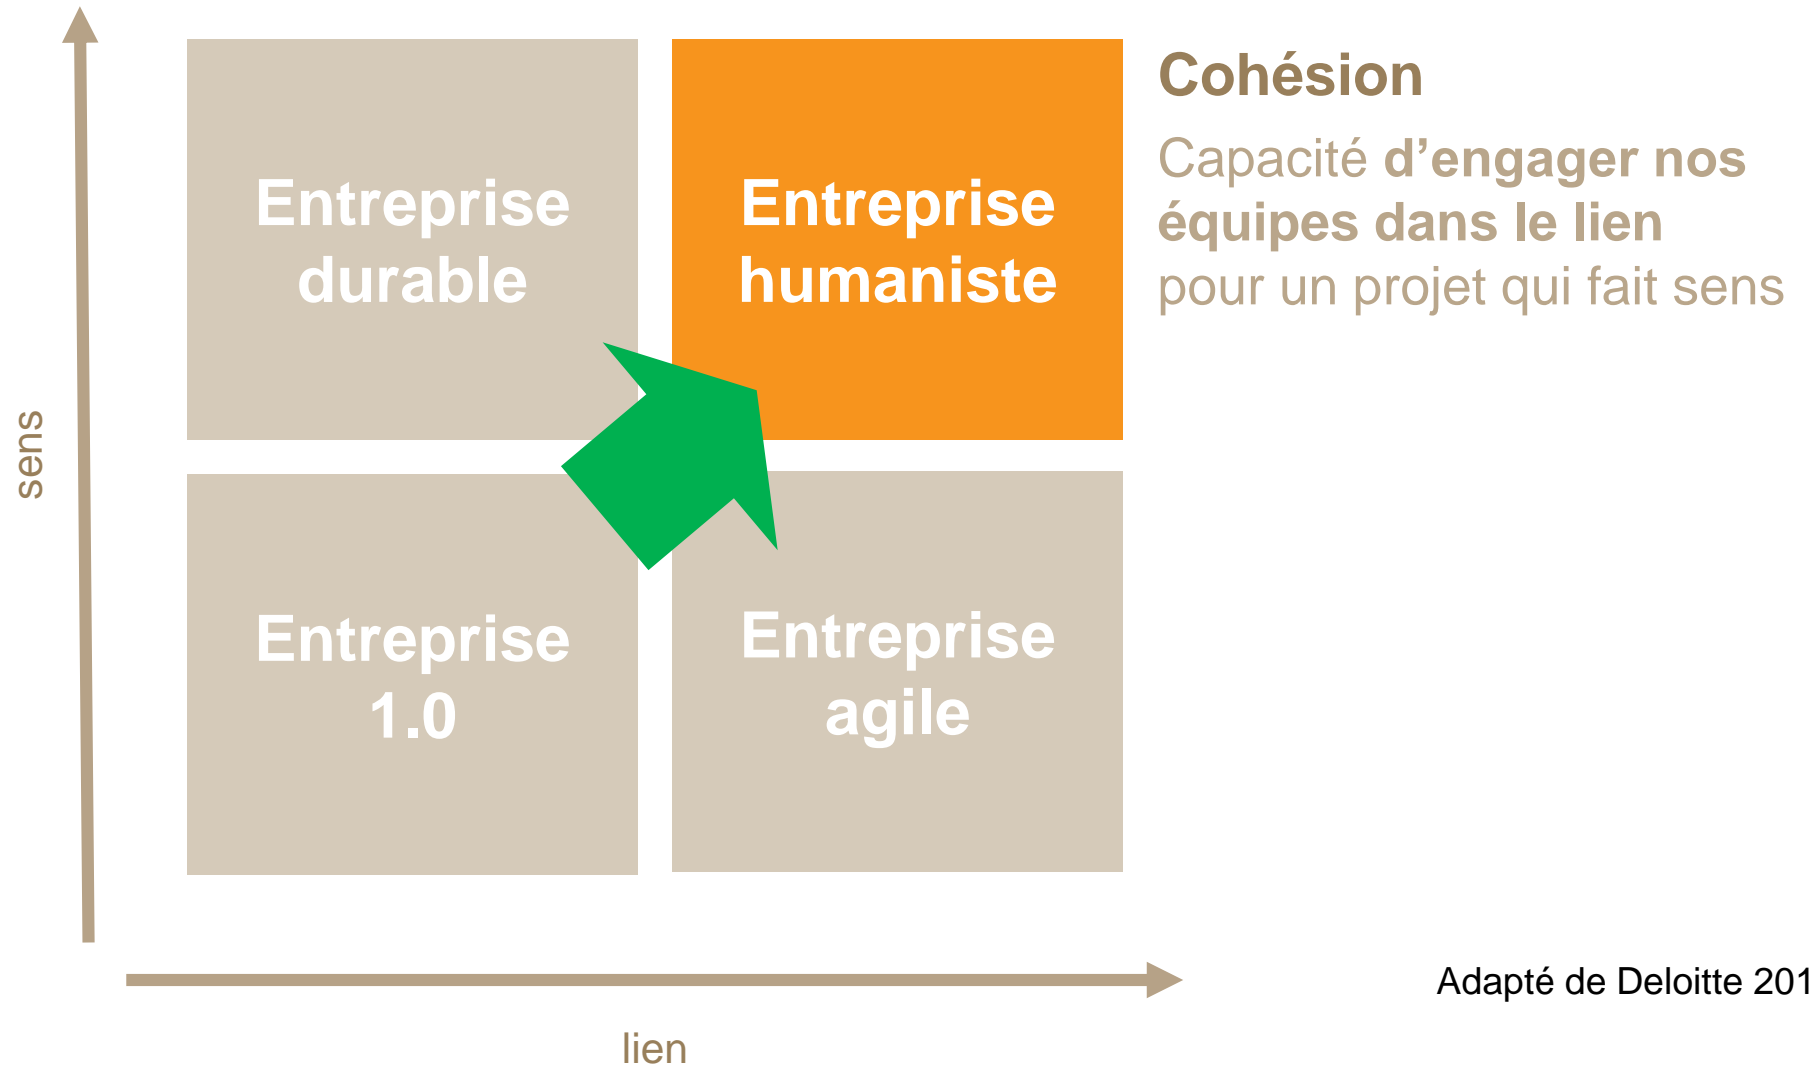 Cohésion
Capacité d’engager nos
équipes dans le lien
pour un projet qui fait sens
Entreprise
durable
Entreprise
humaniste
sens
Entreprise
1.0
Entreprise
agile
Adapté de Deloitte 201
lien